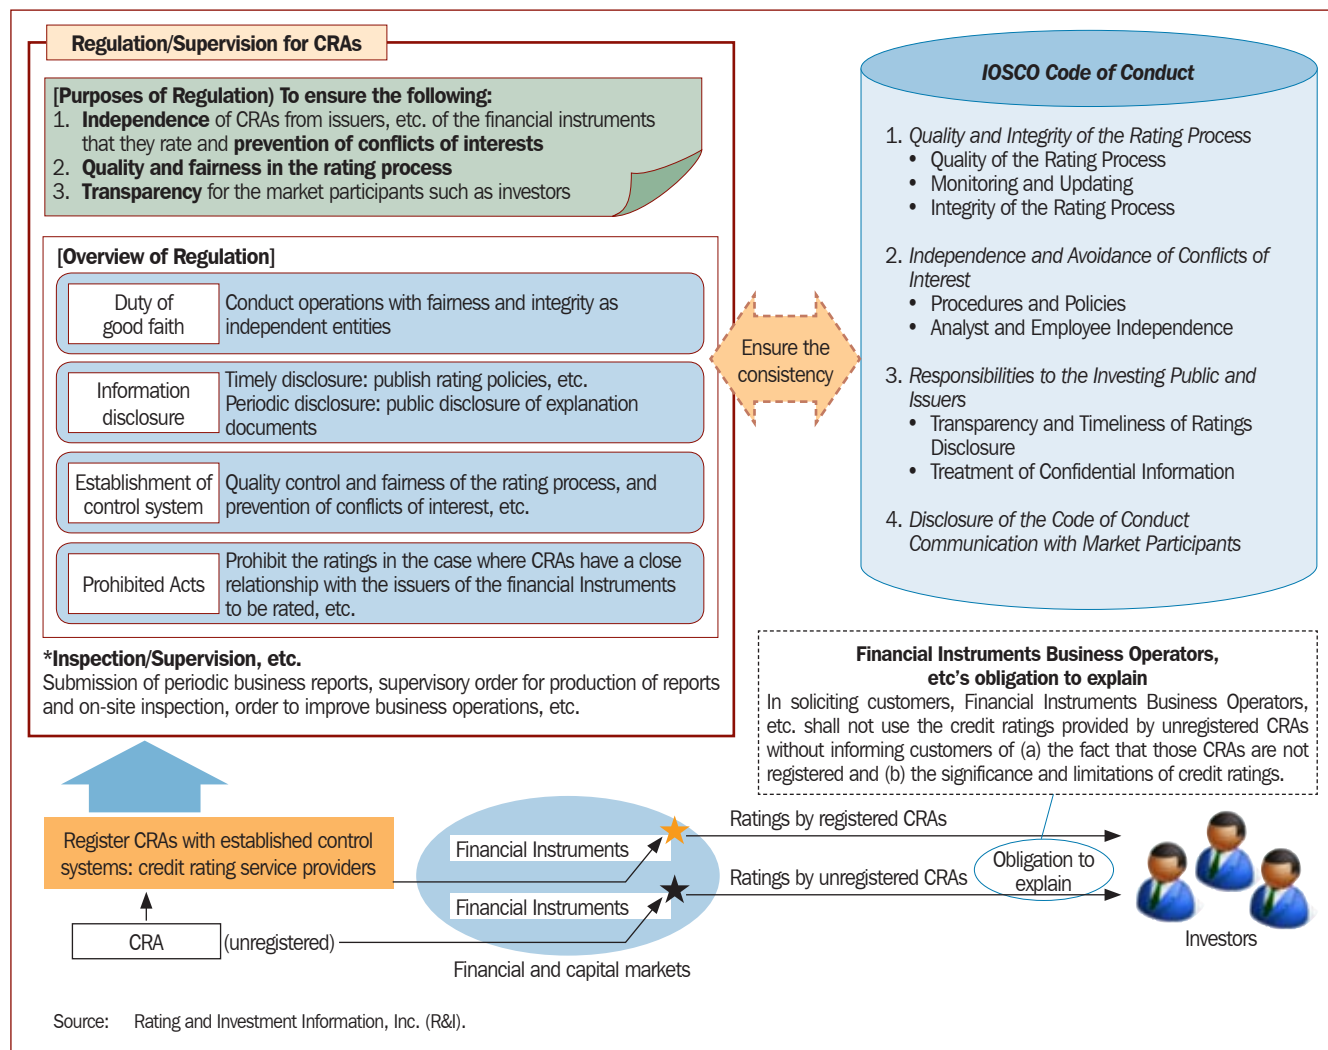 Regulation/Supervision for CRAs
[Purposes of Regulation) To ensure the following:
1. Independence of CRAs from issuers, etc. of the financial instruments
that they rate and prevention of conflicts of interests
2. Quality and fairness in the rating process
3. Transparency for the market participants such as investors
[Overview of Regulation]
Duty of
good faith
Conduct operations with fairness and integrity as
independent entities
Information
disclosure
Timely disclosure: publish rating policies, etc.
Periodic disclosure: public disclosure of explanation
documents
Establishment of
control system
Quality control and fairness of the rating process, and
prevention of conflicts of interest, etc.
Prohibited Acts
Prohibit the ratings in the case where CRAs have a close
relationship with the issuers of the financial Instruments
to be rated, etc.
*Inspection/Supervision, etc.
Submission of periodic business reports, supervisory order for production of reports
and on-site inspection, order to improve business operations, etc.
Ensure the
consistency
IOSCO Code of Conduct
1. Quality and Integrity of the Rating Process
• Quality of the Rating Process
• Monitoring and Updating
• Integrity of the Rating Process
2. Independence and Avoidance of Conflicts of
Interest
• Procedures and Policies
• Analyst and Employee Independence
3. Responsibilities to the Investing Public and
Issuers
• Transparency and Timeliness of Ratings
Disclosure
• Treatment of Confidential Information
4. Disclosure of the Code of Conduct
Communication with Market Participants
Financial Instruments Business Operators,
etc's obligation to explain
In soliciting customers, Financial Instruments Business Operators,
etc. shall not use the credit ratings provided by unregistered CRAs
without informing customers of (a) the fact that those CRAs are not
registered and (b) the significance and limitations of credit ratings.
Register CRAs with established control
systems: credit rating service providers
CRA
(unregistered)
Financial Instruments
Financial Instruments
Financial and capital markets
Ratings by registered CRAs
Ratings by unregistered CRAs
Obligation to
explain
Investors
Source: Rating and Investment Information, Inc. (R&I).